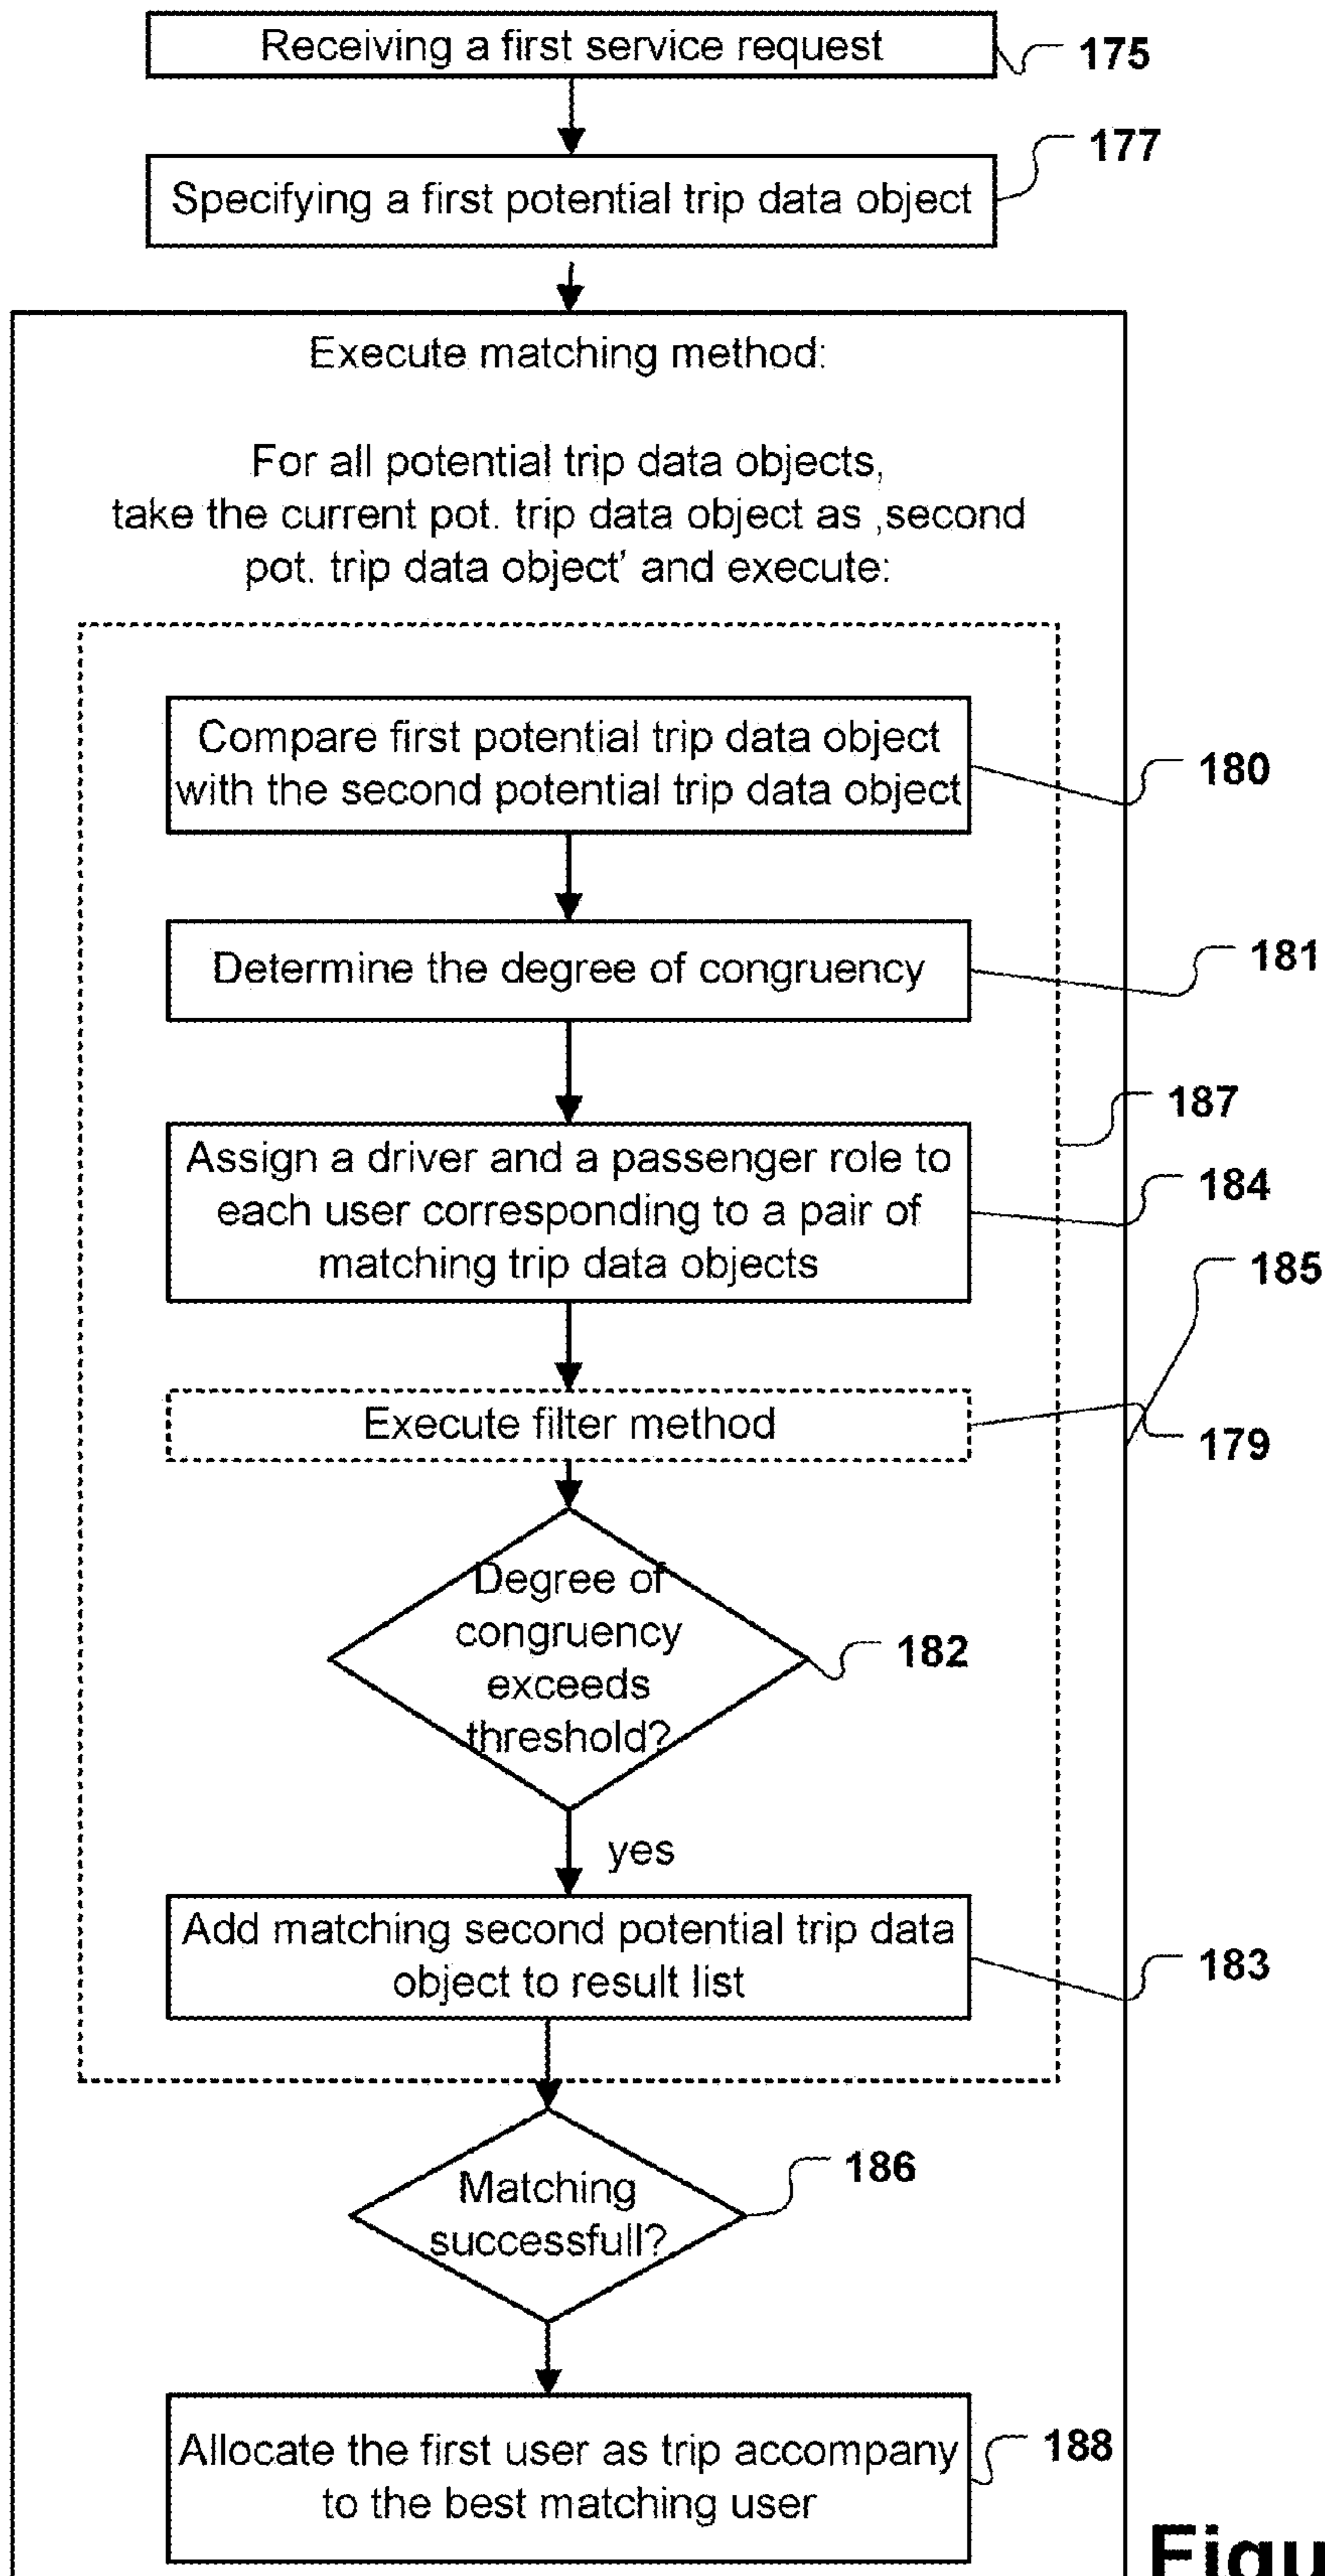 Receiving a first service request
175
177
Specifying a first potential trip data object
Execute matching method:
For all potential trip data objects,
take the current pot. trip data object as ‚second
pot. trip data object’ and execute:
Compare first potential trip data object
with the second potential trip data object
180
Determine the degree of congruency
181
187
Assign a driver and a passenger role to
each user corresponding to a pair of
matching trip data objects
184
185
Execute filter method
179
Degree of
congruency
exceeds
threshold?
182
yes
Add matching second potential trip data
object to result list
183
Matching
successfull?
186
Allocate the first user as trip accompany
to the best matching user
188